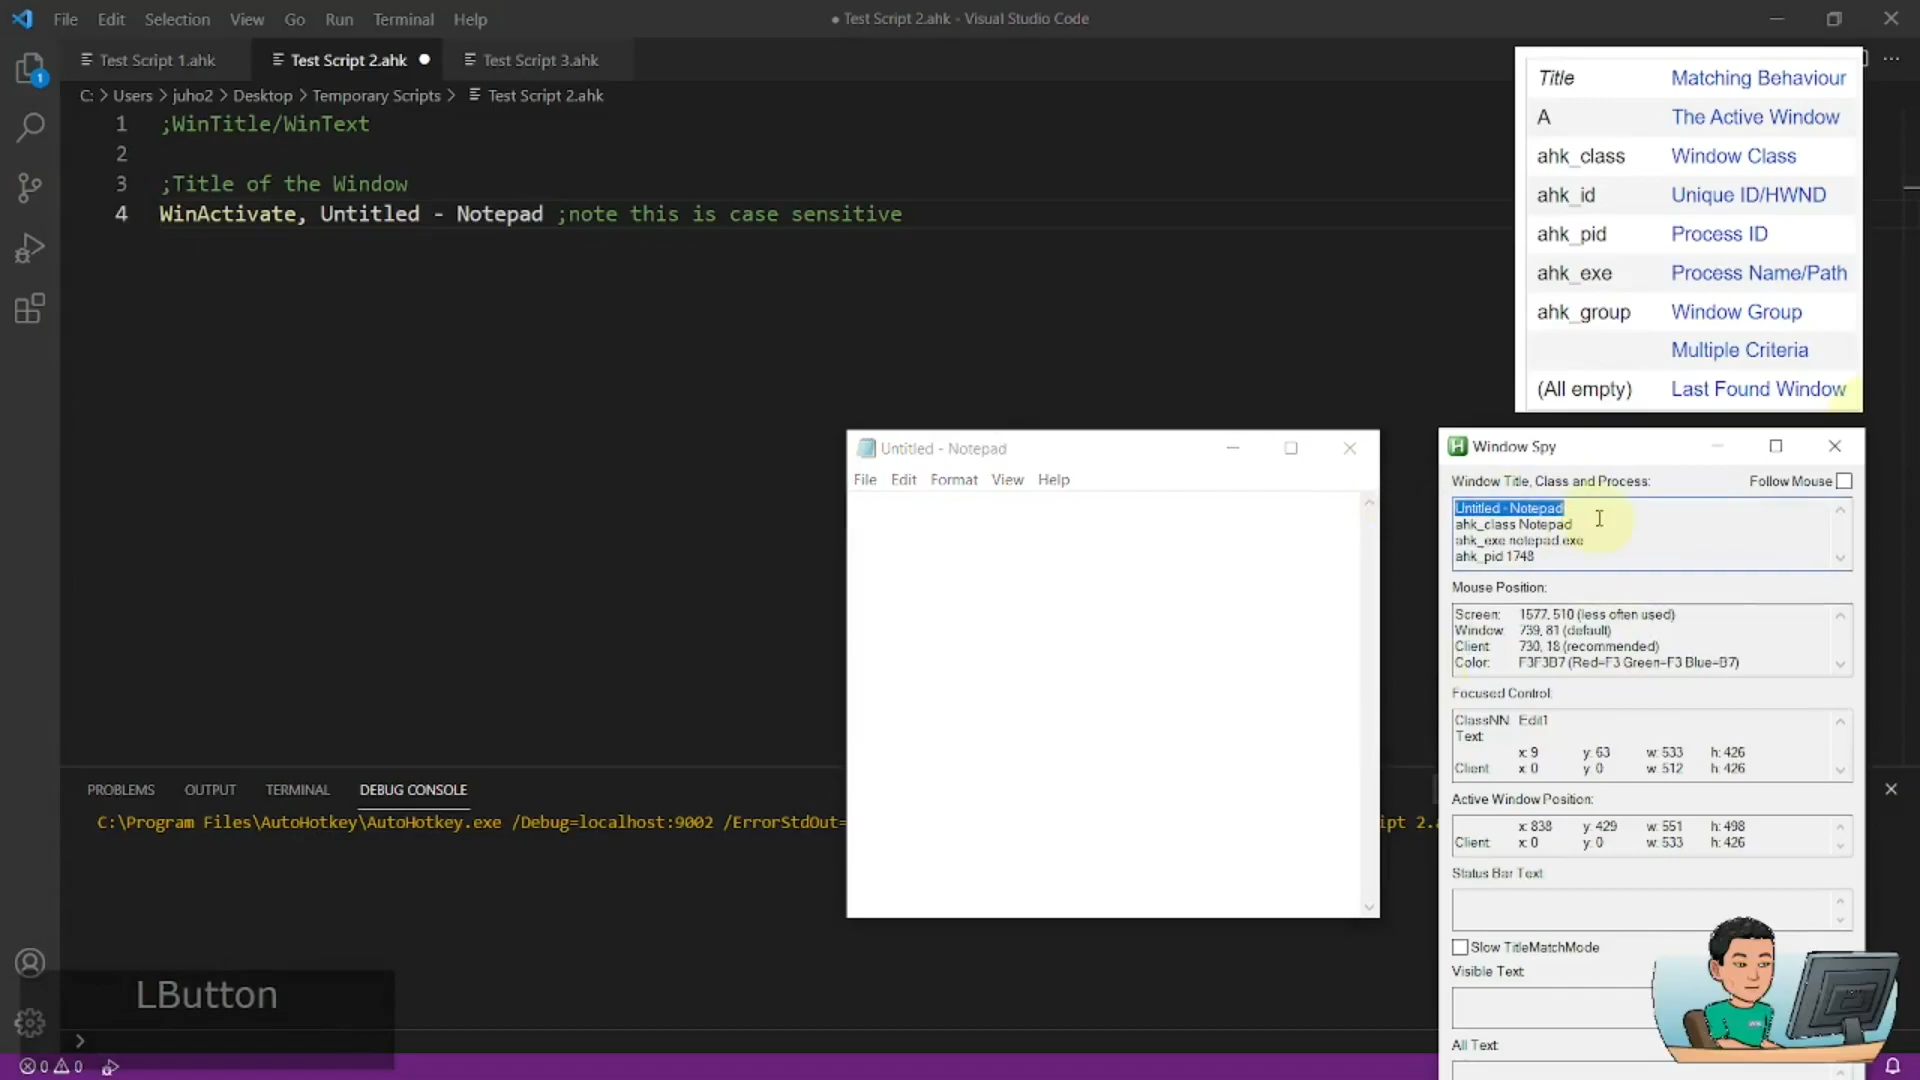 File Edit Selection View Go Run Terminal Help
● Test Script 2.ahk - Visual Studio Code
Test Script 1.ahk
Test Script 2.ahk
Test Script 3.ahk
1
C: > Users > juho2 > Desktop > Temporary Scripts > Test Script 2.ahk
1 ;WinTitle/WinText
2
3 ;Title of the Window
4 WinActivate, Untitled - Notepad ;note this is case sensitive
Title Matching Behaviour
A The Active Window
ahk_class Window Class
ahk_id Unique ID/HWND
ahk_pid Process ID
ahk_exe Process Name/Path
ahk_group Window Group
Multiple Criteria
(All empty) Last Found Window
Untitled - Notepad
File Edit Format View Help
Window Spy
Window Title, Class and Process:
Follow Mouse
Untitled - Notepad
ahk_class Notepad
ahk_exe notepad.exe
ahk_pid 1748
Mouse Position:
Screen: 1577, 510 (less often used)
Window: 739, 81 (default)
Client: 730, 18 (recommended)
Color: F3F3B7 (Red=F3 Green=F3 Blue=B7)
Focused Control:
ClassNN: Edit1
Text:
x: 9 y: 63 w: 533 h: 426
Client: x: 0 y: 0 w: 512 h: 426
Active Window Position:
x: 838 y: 429 w: 551 h: 498
Client: x: 0 y: 0 w: 533 h: 426
Status Bar Text:
Slow TitleMatchMode
Visible Text:
All Text:
PROBLEMS OUTPUT TERMINAL DEBUG CONSOLE
C:\Program Files\AutoHotkey\AutoHotkey.exe /Debug=localhost:9002 /ErrorStdOut=
ipt 2.a
LButton
0 0